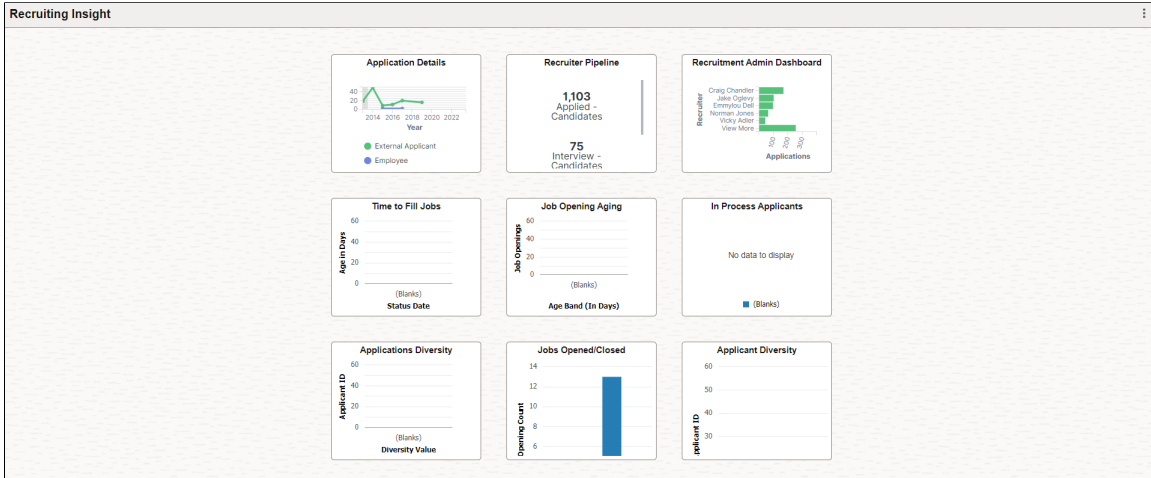 Recruiting Insight
Application Details
40
20
0
2014 2016 2018 2020 2022
Year
External Applicant
Employee
Recruiter Pipeline
1,103
Applied -
Candidates
75
Interview -
Candidates
Recruitment Admin Dashboard
Recruiter
Craig Chandler
Jake Oglevy
Emmylou Dell
Norman Jones
Vicky Adler
View More
100 200 300
Applications
Time to Fill Jobs
Age in Days
60
40
20
0
(Blanks)
Status Date
Job Opening Aging
Job Openings
60
40
20
0
(Blanks)
Age Band (In Days)
In Process Applicants
No data to display
(Blanks)
Applications Diversity
Applicant ID
60
40
20
0
(Blanks)
Diversity Value
Jobs Opened/Closed
Opening Count
14
12
10
8
6
Applicant Diversity
pplicant ID
60
50
40
30